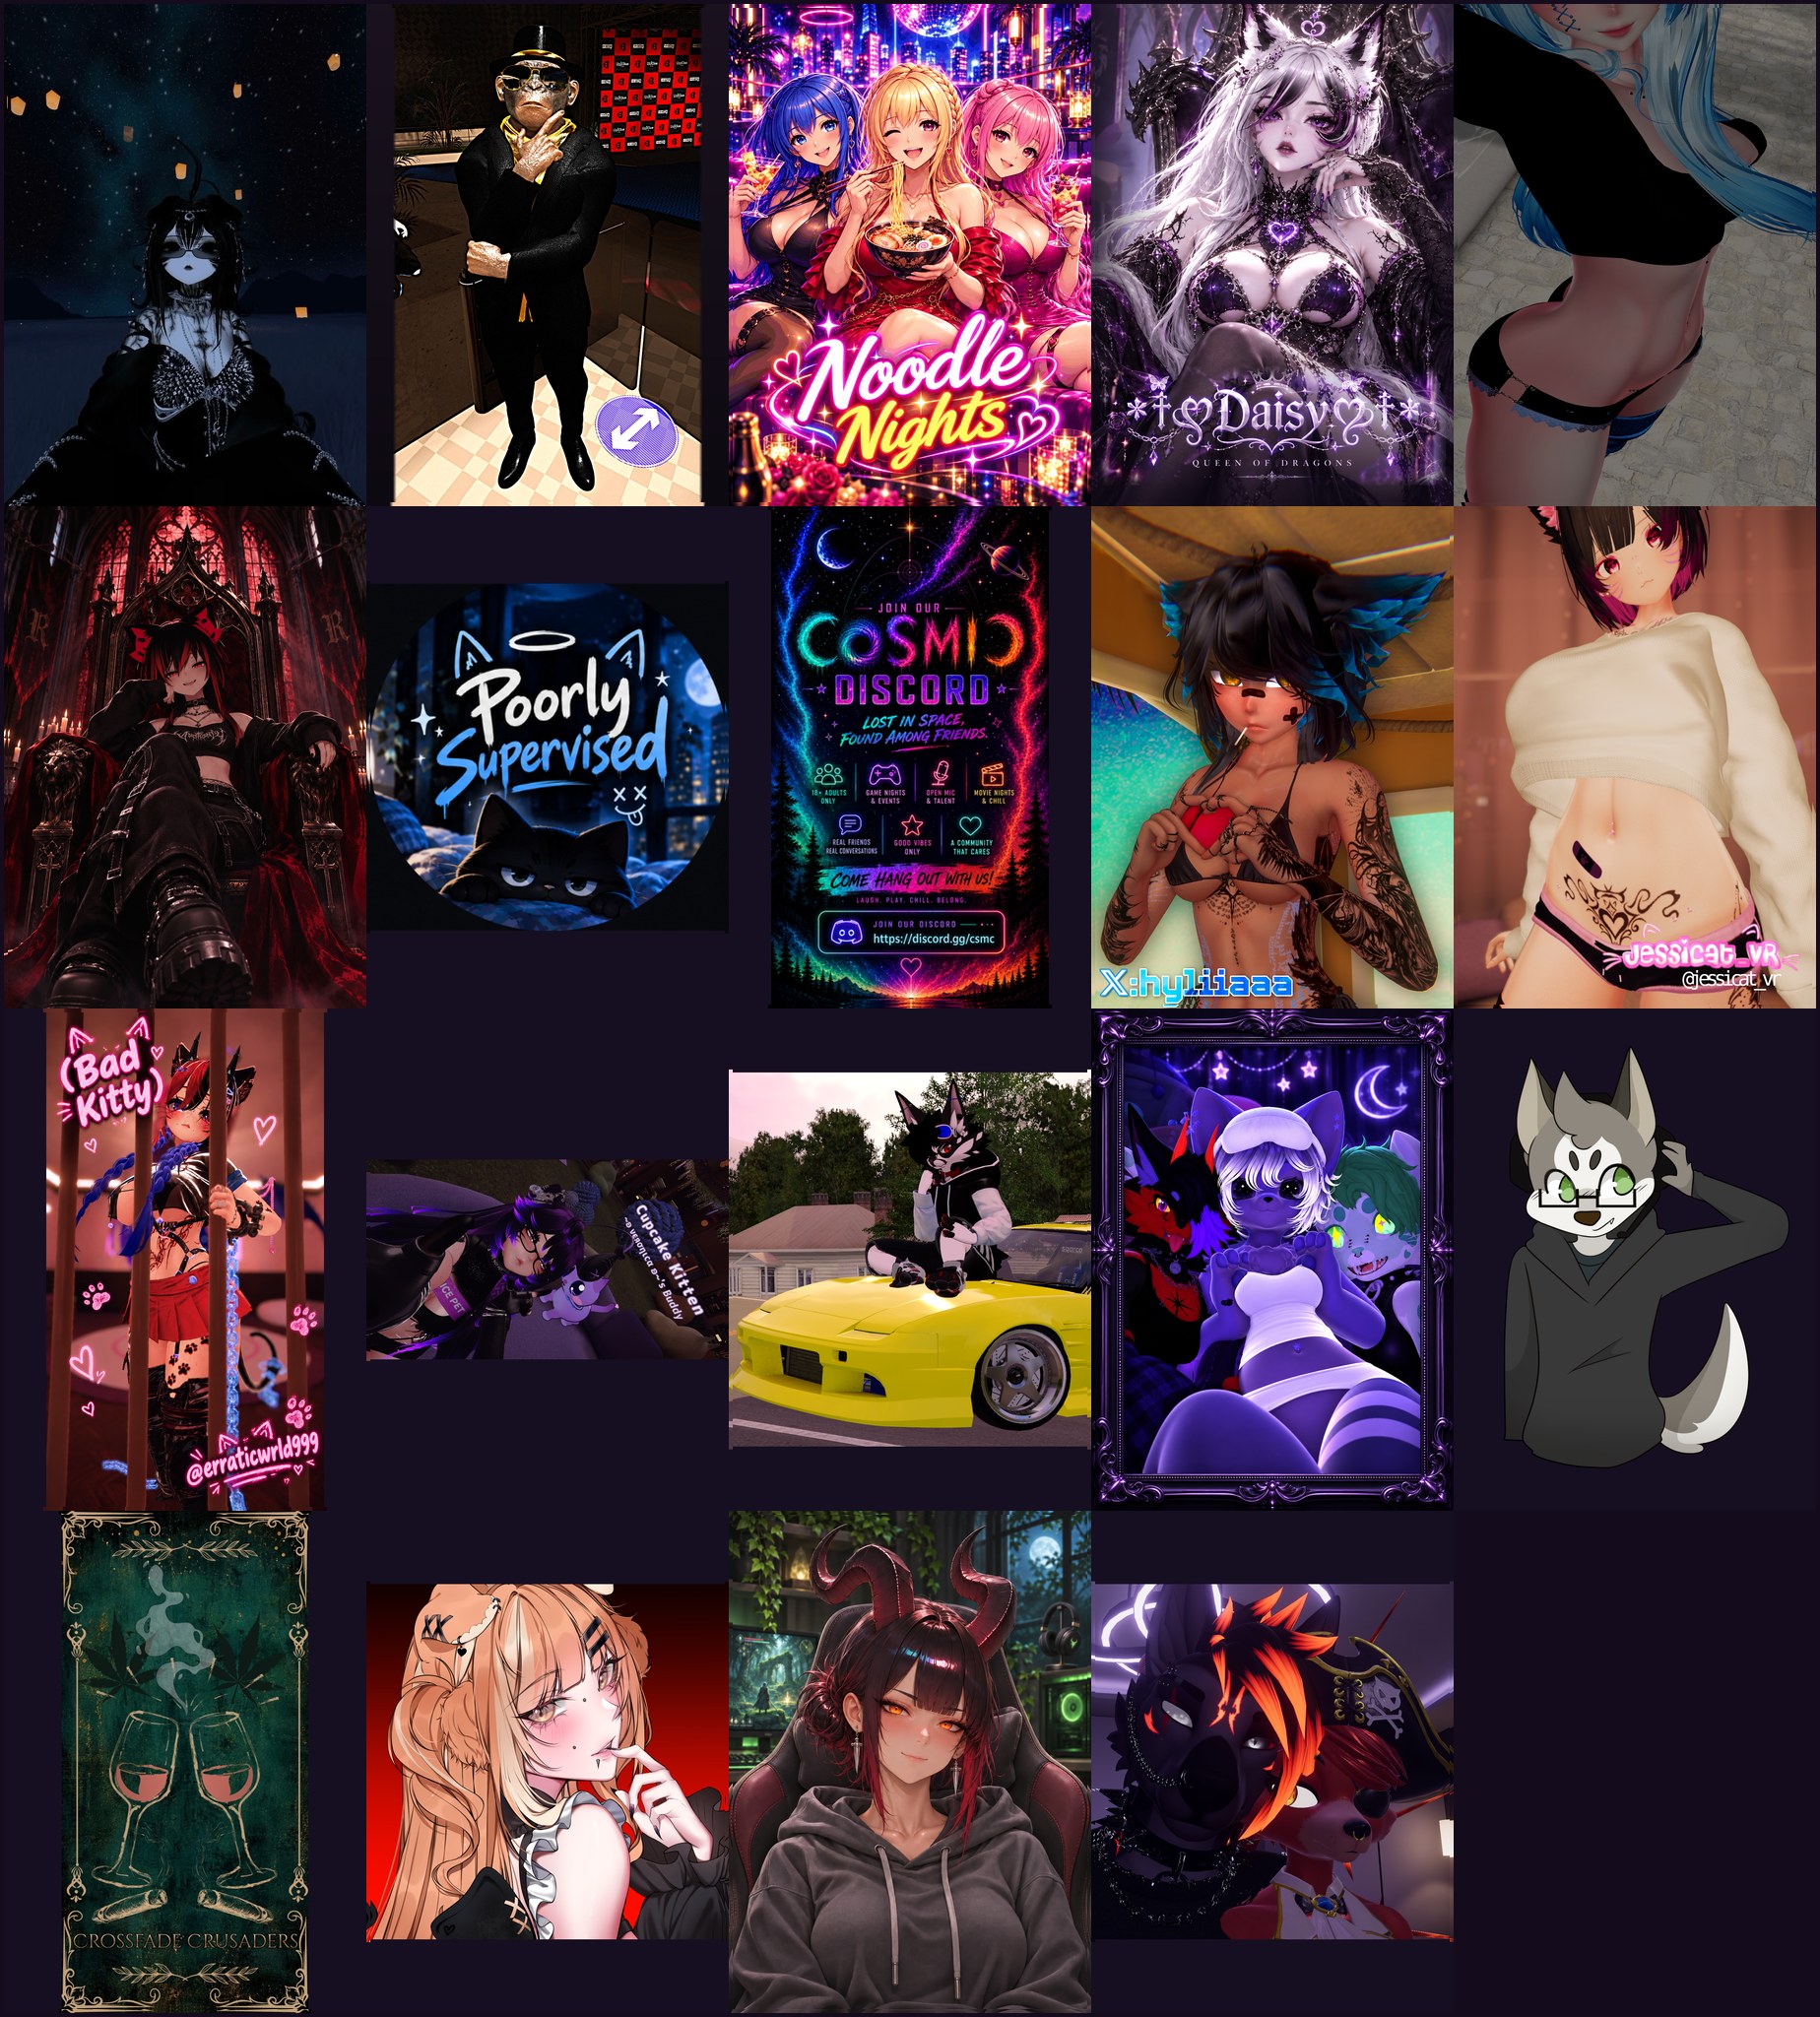 Noodle
Nights
*†♡Daisy♡†*
QUEEN OF DRAGONS
R
R
Poorly
Supervised
JOIN OUR
COSMIC
DISCORD
LOST IN SPACE,
FOUND AMONG FRIENDS.
18+ ADULTS
ONLY
GAME NIGHTS
& EVENTS
OPEN MIC
& TALENT
MOVIE NIGHTS
& CHILL
REAL FRIENDS
REAL CONVERSATIONS
GOOD VIBES
ONLY
A COMMUNITY
THAT CARES
COME HANG OUT WITH US!
LAUGH. PLAY. CHILL. BELONG.
JOIN OUR DISCORD
https://discord.gg/csmc
X:hyliiaaa
JESSICAT_VR
@jessicat_vr
(Bad
Kitty)
@erraticwrld999
Cupcake Kitten
's Buddy
ICE PET
CROSSFADE CRUSADERS